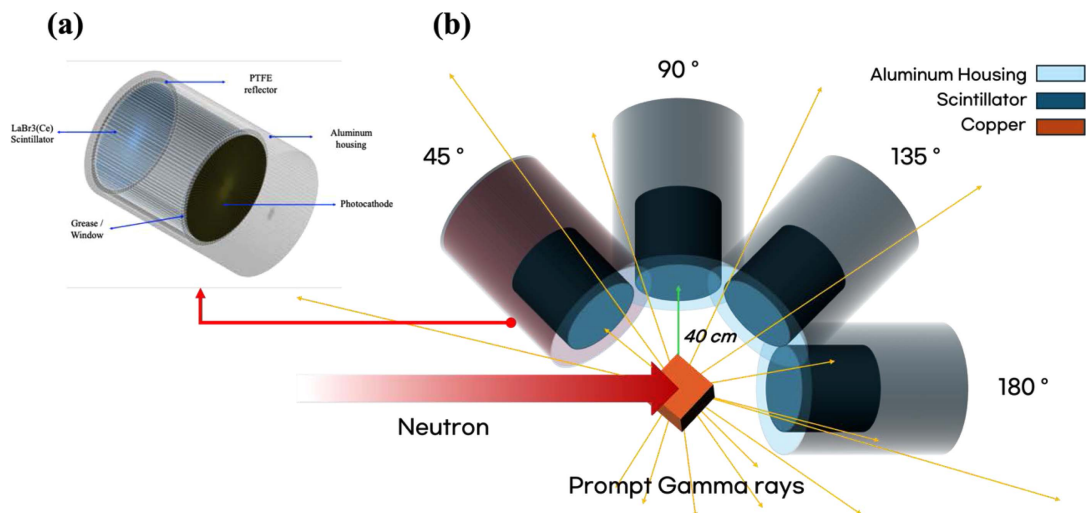 (a)
PTFE
reflector
LaBr3(Ce)
Scintillator
Aluminum
housing
Photocathode
Grease /
Window
(b)
90 °
Aluminum Housing
Scintillator
Copper
45 °
135 °
40 cm
180 °
Neutron
Prompt Gamma rays